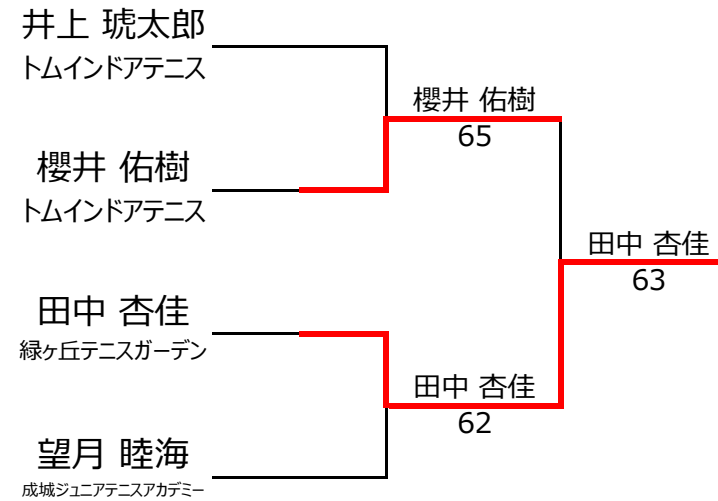 井上 琥太郎
トムインドアテニス
櫻井 佑樹
65
櫻井 佑樹
トムインドアテニス
田中 杏佳
63
田中 杏佳
緑ヶ丘テニスガーデン
田中 杏佳
62
望月 睦海
成城ジュニアテニスアカデミー